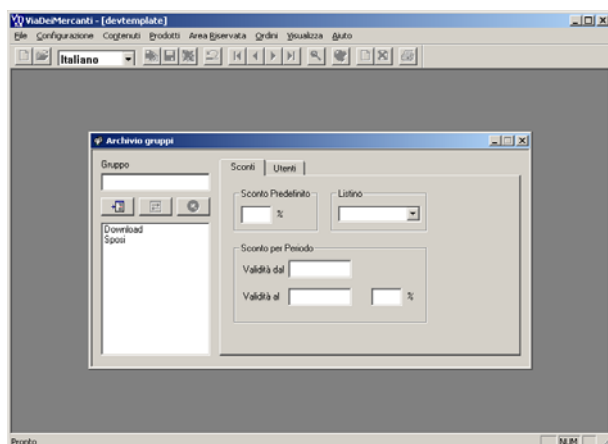 ViaDeiMercanti - [devtemplate]
File Configurazione Contenuti Prodotti Area Riservata Ordini Visualizza Aiuto
Italiano
Archivio gruppi
Gruppo
Sconti Utenti
Sconto Predefinito Listino
%
Download
Sposi
Sconto per Periodo
Validità dal
Validità al %
Pronto NUM